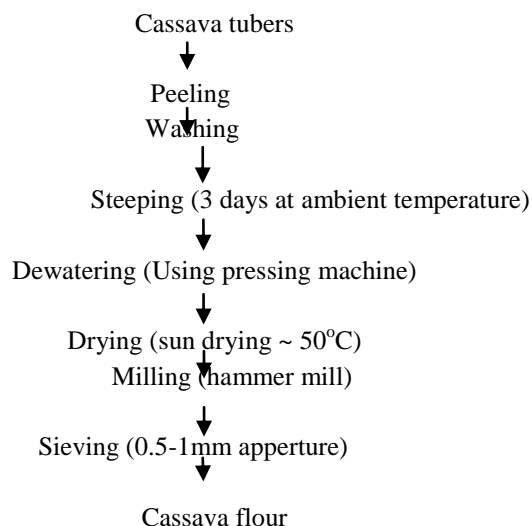 Cassava tubers
Peeling
Washing
Steeping (3 days at ambient temperature)
Dewatering (Using pressing machine)
Drying (sun drying ~ 50°C)
Milling (hammer mill)
Sieving (0.5-1mm apperture)
Cassava flour